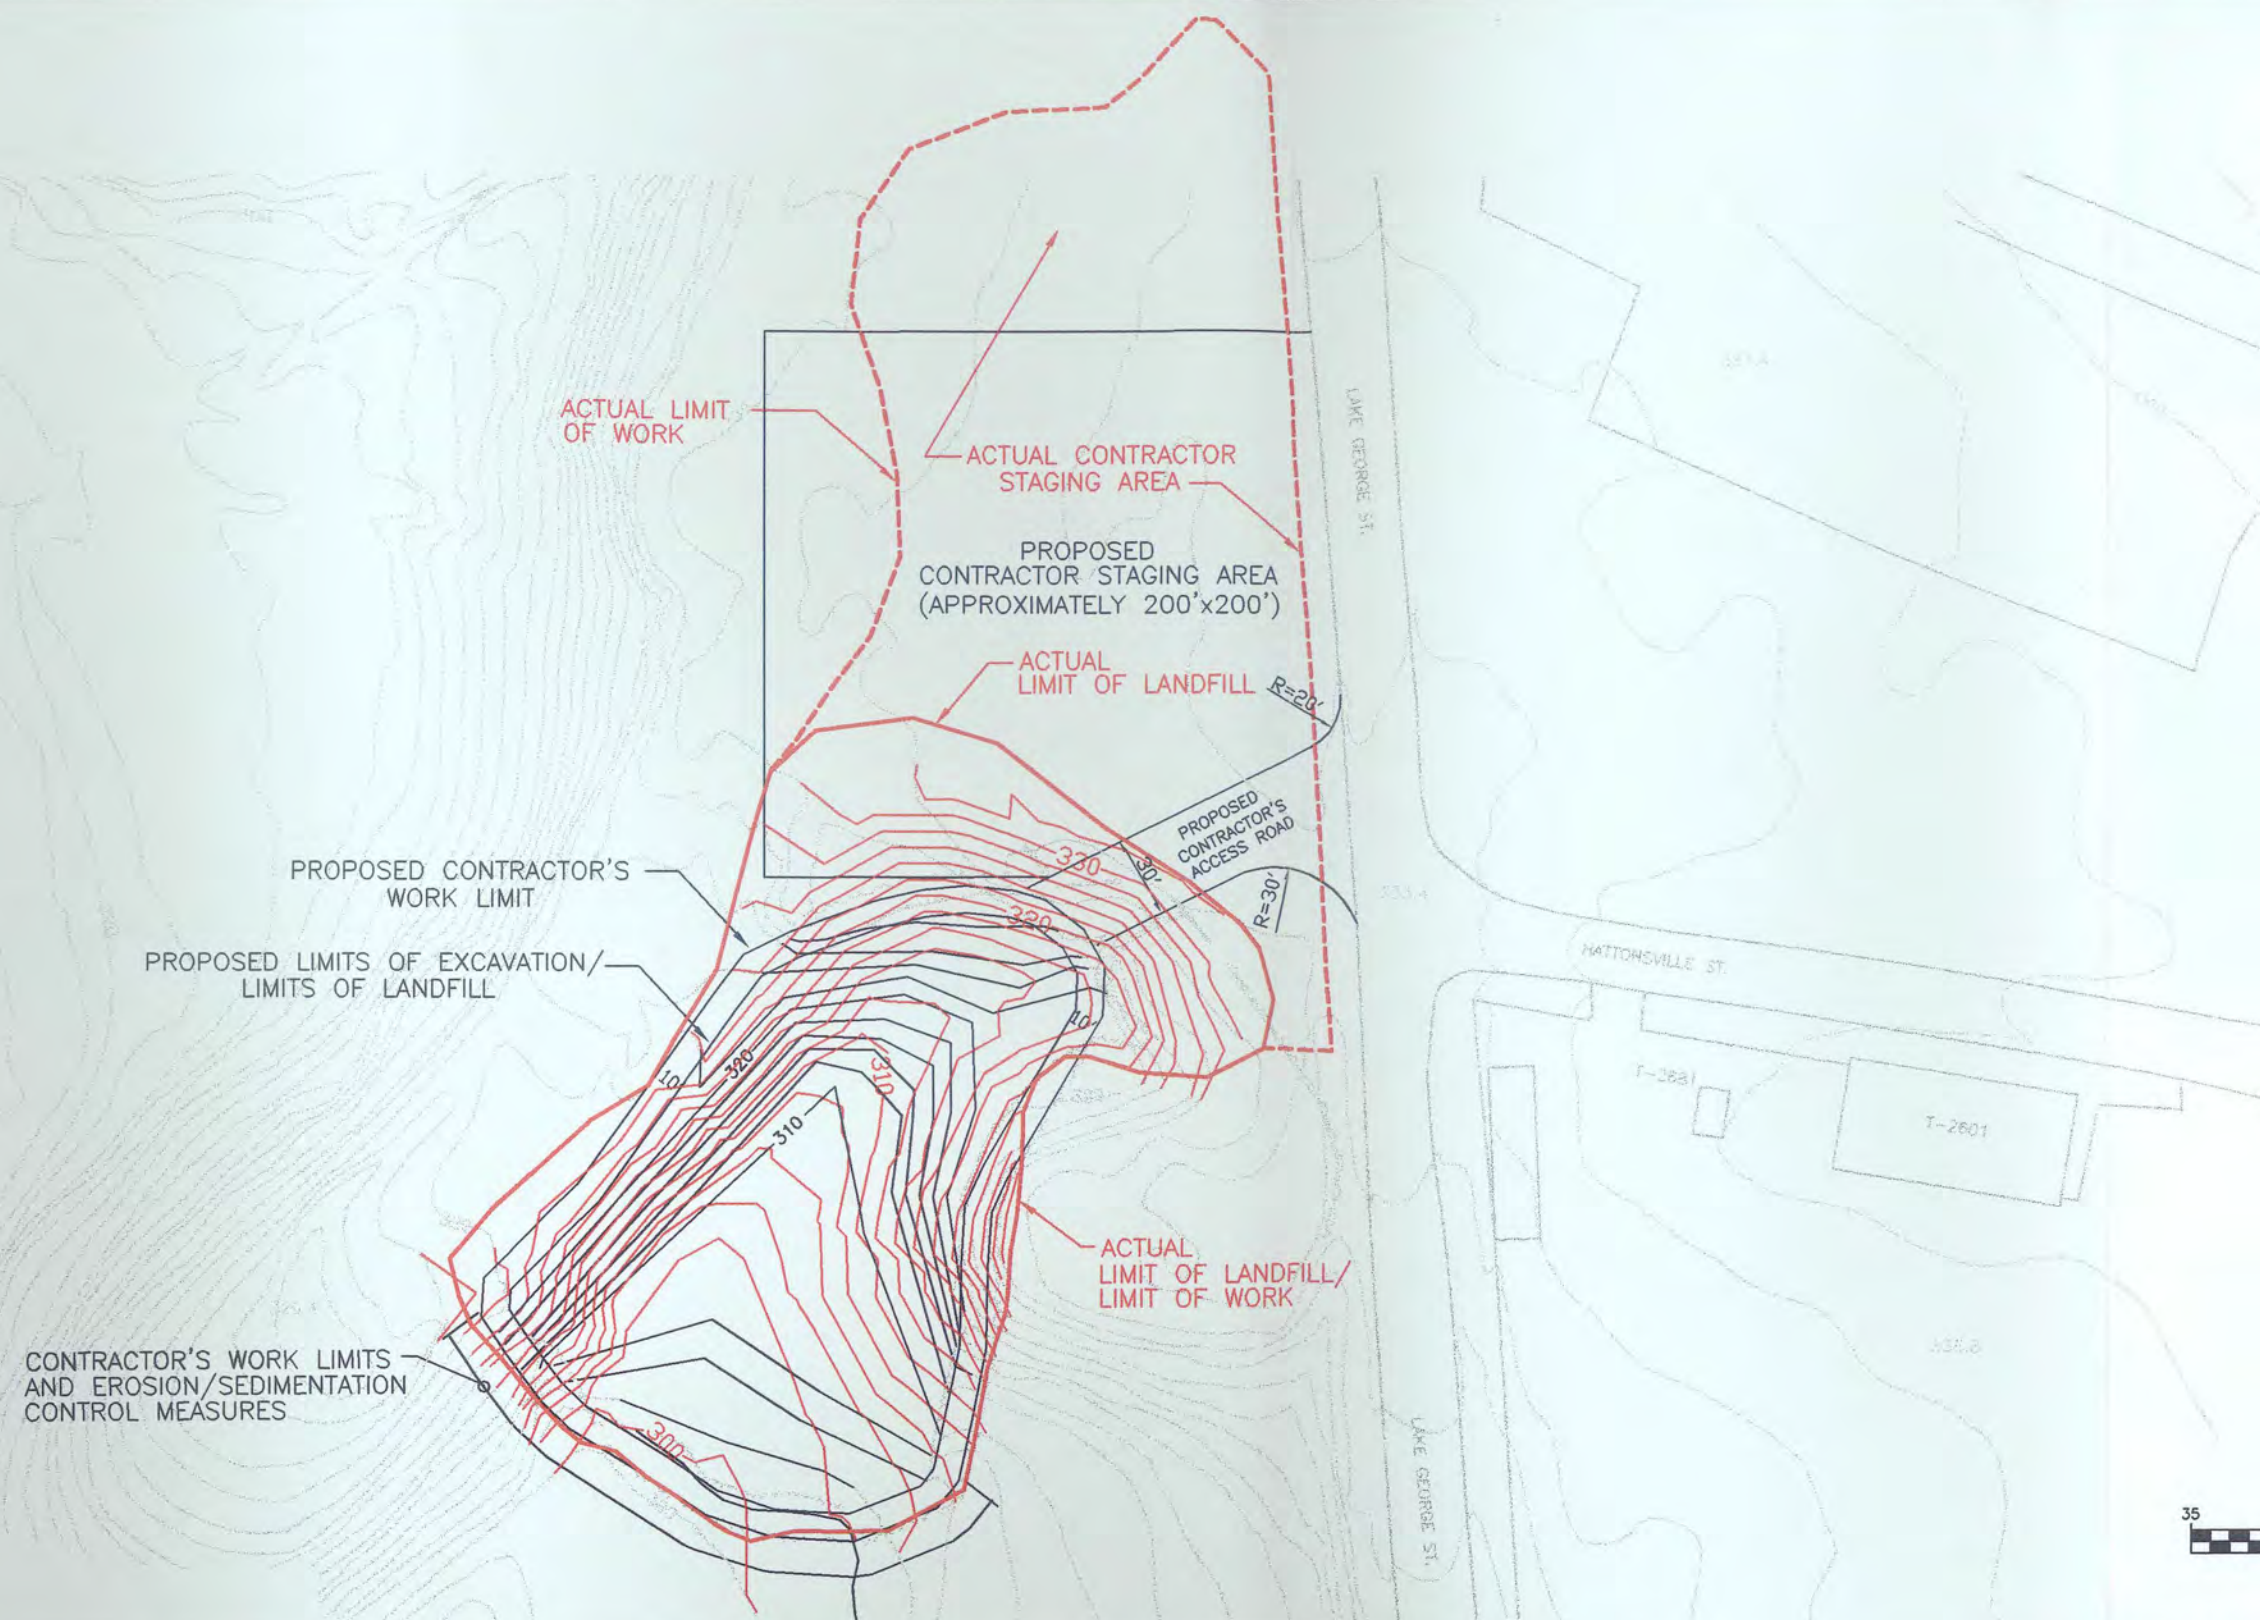 ACTUAL LIMIT
OF WORK
ACTUAL CONTRACTOR
STAGING AREA
LAKE GEORGE ST.
PROPOSED
CONTRACTOR STAGING AREA
(APPROXIMATELY 200'x200')
ACTUAL
LIMIT OF LANDFILL
R=20'
PROPOSED
CONTRACTOR'S
ACCESS ROAD
330
30'
R=30'
PROPOSED CONTRACTOR'S
WORK LIMIT
320
PROPOSED LIMITS OF EXCAVATION/
LIMITS OF LANDFILL
HATTONSVILLE ST.
10'
10'
320
310
310
T-2601
ACTUAL
LIMIT OF LANDFILL/
LIMIT OF WORK
CONTRACTOR'S WORK LIMITS
AND EROSION/SEDIMENTATION
CONTROL MEASURES
300
LAKE GEORGE ST.
35